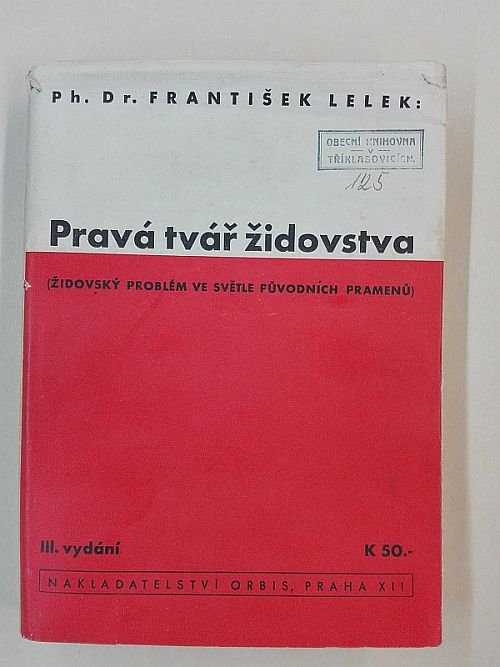 Ph. Dr. FRANTIŠEK LELEK:
OBECNÍ KNIHOVNA
V
TŘÍKLASOVICÍCH.
125
Pravá tvář židovstva
(ŽIDOVSKÝ PROBLÉM VE SVĚTLE PŮVODNÍCH PRAMENŮ)
III. vydání
K 50.-
NAKLADATELSTVÍ ORBIS, PRAHA XII